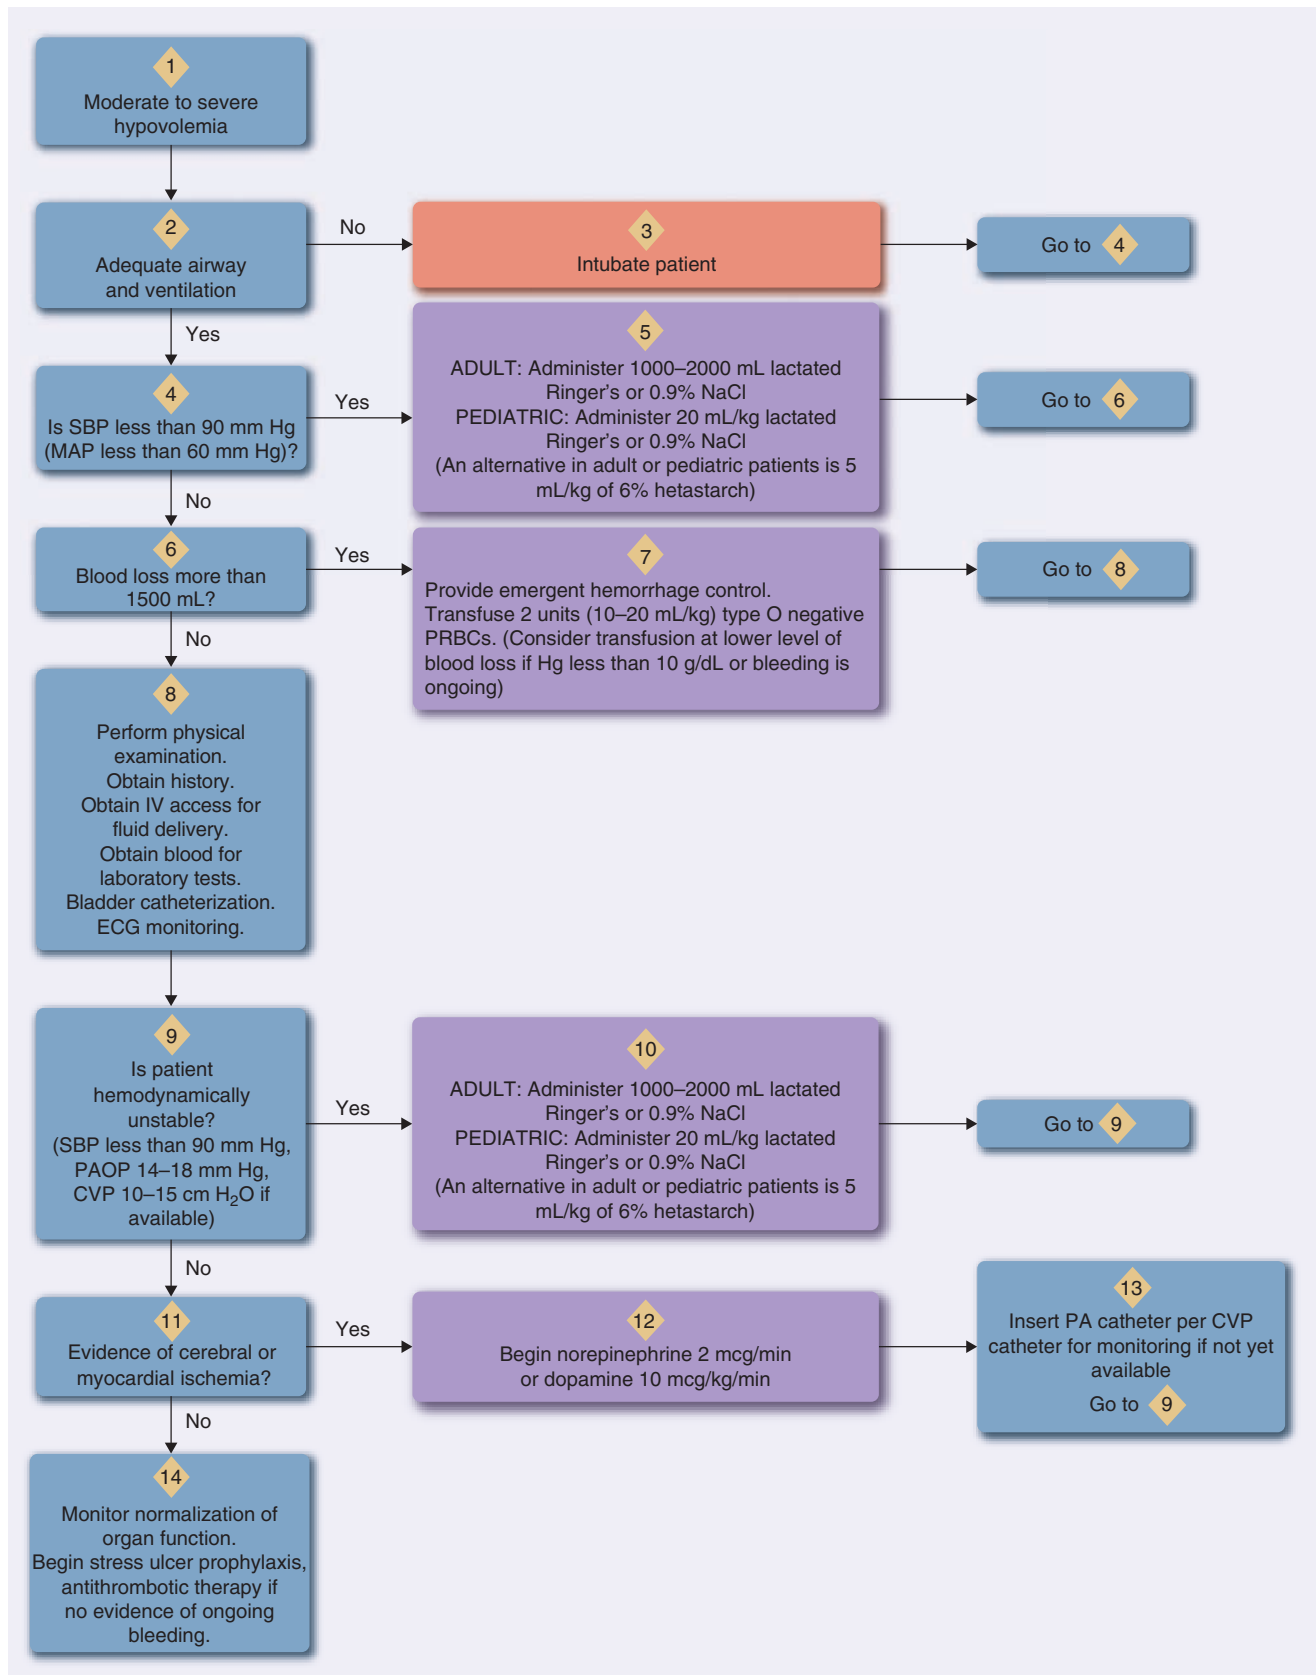 1
Moderate to severe
hypovolemia
2
Adequate airway
and ventilation
No
3
Intubate patient
Go to 4
Yes
4
Is SBP less than 90 mm Hg
(MAP less than 60 mm Hg)?
Yes
5
ADULT: Administer 1000–2000 mL lactated
Ringer's or 0.9% NaCl
PEDIATRIC: Administer 20 mL/kg lactated
Ringer's or 0.9% NaCl
(An alternative in adult or pediatric patients is 5
mL/kg of 6% hetastarch)
Go to 6
No
6
Blood loss more than
1500 mL?
Yes
7
Provide emergent hemorrhage control.
Transfuse 2 units (10–20 mL/kg) type O negative
PRBCs. (Consider transfusion at lower level of
blood loss if Hg less than 10 g/dL or bleeding is
ongoing)
Go to 8
No
8
Perform physical
examination.
Obtain history.
Obtain IV access for
fluid delivery.
Obtain blood for
laboratory tests.
Bladder catheterization.
ECG monitoring.
9
Is patient
hemodynamically
unstable?
(SBP less than 90 mm Hg,
PAOP 14–18 mm Hg,
CVP 10–15 cm H₂O if
available)
Yes
10
ADULT: Administer 1000–2000 mL lactated
Ringer's or 0.9% NaCl
PEDIATRIC: Administer 20 mL/kg lactated
Ringer's or 0.9% NaCl
(An alternative in adult or pediatric patients is 5
mL/kg of 6% hetastarch)
Go to 9
No
11
Evidence of cerebral or
myocardial ischemia?
Yes
12
Begin norepinephrine 2 mcg/min
or dopamine 10 mcg/kg/min
13
Insert PA catheter per CVP
catheter for monitoring if not yet
available
Go to 9
No
14
Monitor normalization of
organ function.
Begin stress ulcer prophylaxis,
antithrombotic therapy if
no evidence of ongoing
bleeding.